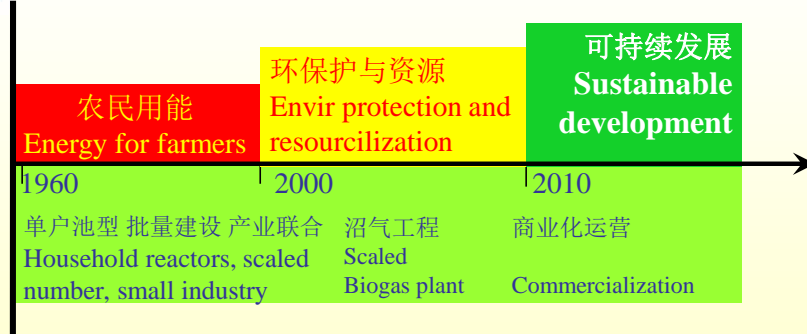 农民用能
Energy for farmers
环保护与资源
Envir protection and
resourcilization
可持续发展
Sustainable
development
1960
2000
2010
单户池型 批量建设 产业联合
Household reactors, scaled
number, small industry
沼气工程
Scaled
Biogas plant
商业化运营
Commercialization